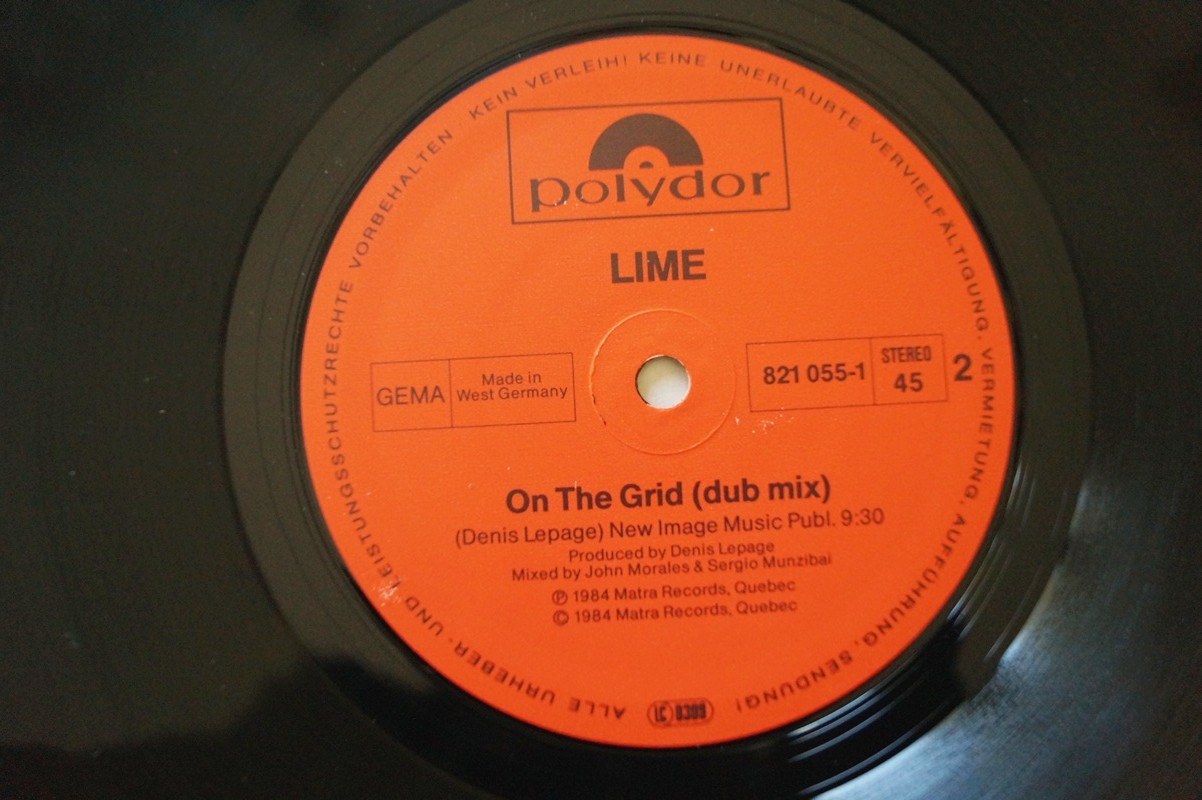 ALLE URHEBER- UND LEISTUNGSSCHUTZRECHTE VORBEHALTEN KEIN VERLEIH! KEINE UNERLAUBTE VERVIELFÄLTIGUNG, VERMIETUNG, AUFFÜHRUNG, SENDUNG!
polydor
LIME
GEMA
Made in
West Germany
821 055-1
STEREO
45
2
On The Grid (dub mix)
(Denis Lepage) New Image Music Publ. 9:30
Produced by Denis Lepage
Mixed by John Morales & Sergio Munzibai
Ⓟ 1984 Matra Records, Quebec
© 1984 Matra Records, Quebec
LC 0309